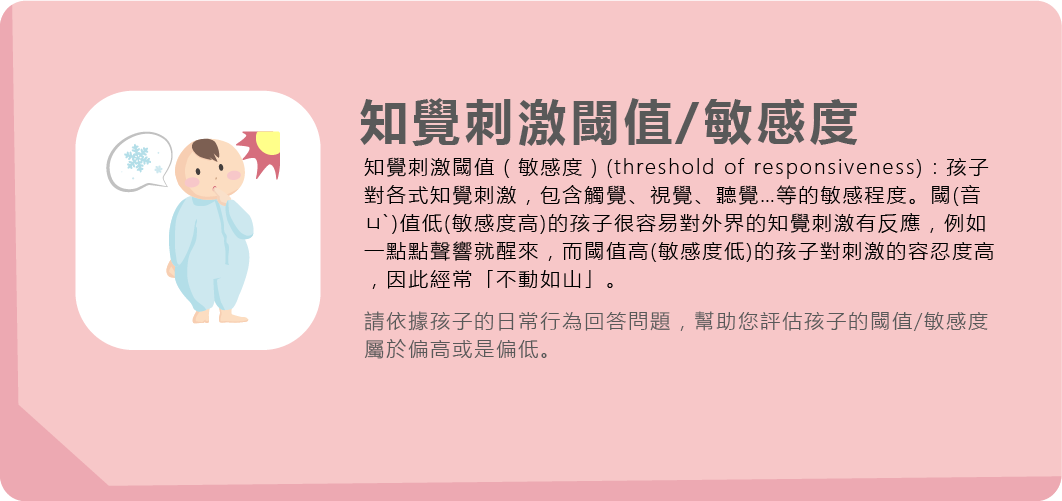 知覺刺激閾值/敏感度
知覺刺激閾值（敏感度）(threshold of responsiveness)：孩子
對各式知覺刺激，包含觸覺、視覺、聽覺...等的敏感程度。閾(音
ㄩˋ)值低(敏感度高)的孩子很容易對外界的知覺刺激有反應，例如
一點點聲響就醒來，而閾值高(敏感度低)的孩子對刺激的容忍度高
，因此經常「不動如山」。
請依據孩子的日常行為回答問題，幫助您評估孩子的閾值/敏感度
屬於偏高或是偏低。